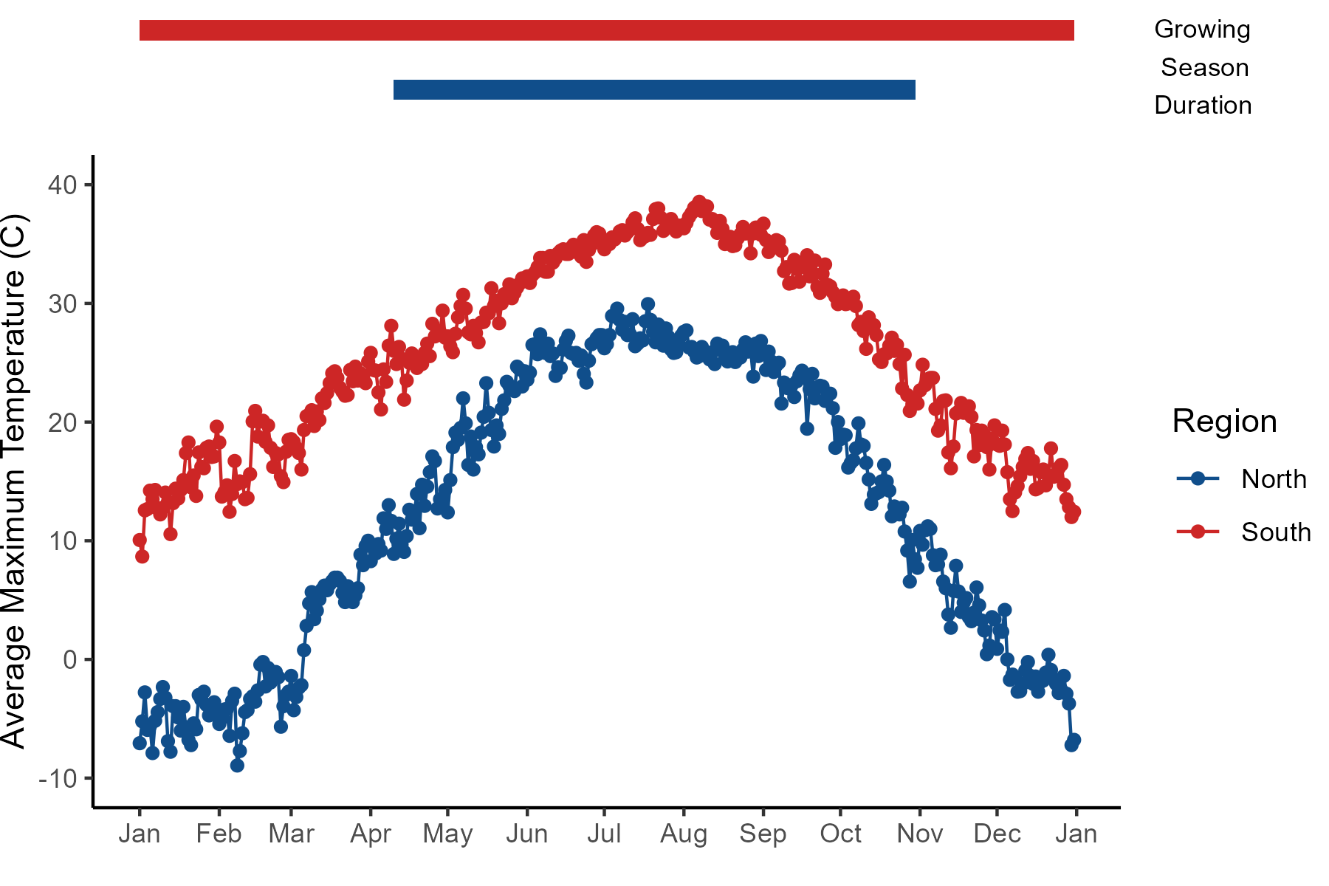 Growing
Season
Duration
Average Maximum Temperature (C)
40
30
20
10
0
-10
Jan Feb Mar Apr May Jun Jul Aug Sep Oct Nov Dec Jan
Region
North
South